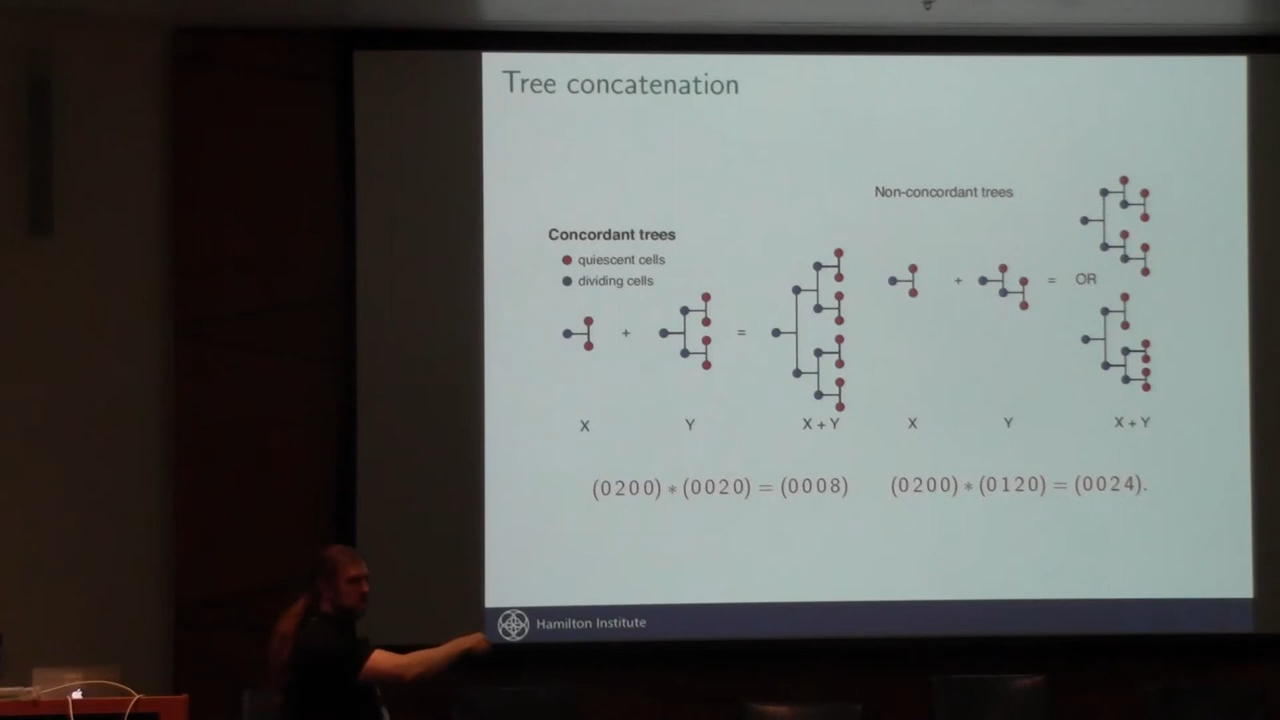 Tree concatenation
Concordant trees
quiescent cells
dividing cells
+
=
X
Y
X + Y
(0200) * (0020) = (0008)
Non-concordant trees
+
=
OR
X
Y
X + Y
(0200) * (0120) = (0024).
Hamilton Institute